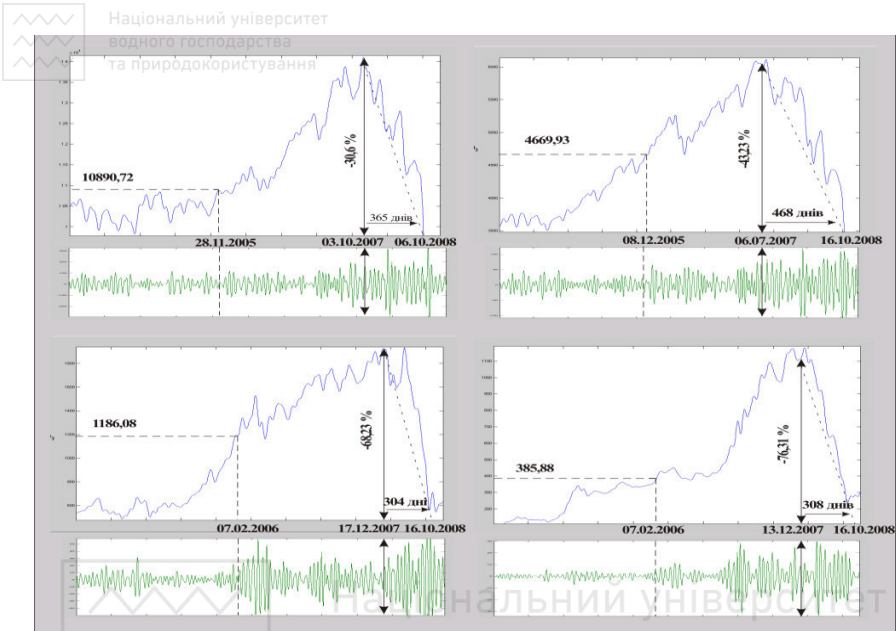 Національний університет
водного господарства
та природокористування
10890,72
-30,6 %
365 днів
28.11.2005 03.10.2007 06.10.2008
4669,93
-43,23 %
468 днів
08.12.2005 06.07.2007 16.10.2008
1186,08
-68,23 %
304 дні
07.02.2006 17.12.2007 16.10.2008
385,88
-76,31 %
308 днів
07.02.2006 13.12.2007 16.10.2008
Національний університет